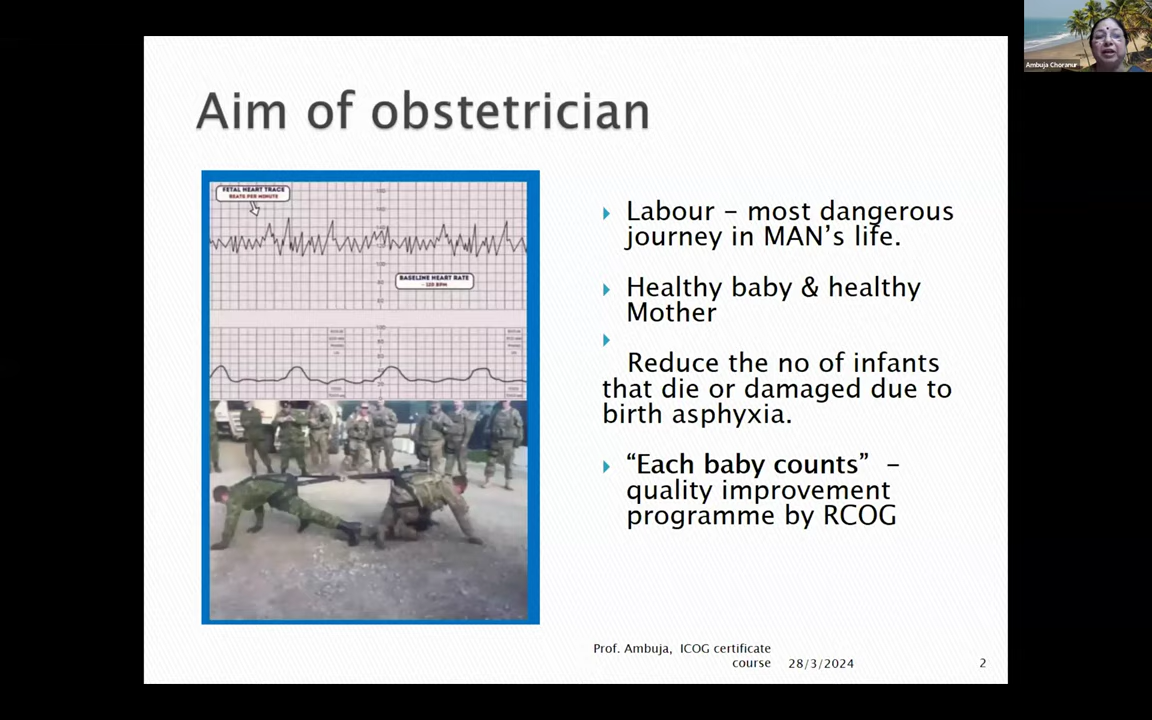 Ambuja Choranur
Aim of obstetrician
FETAL HEART TRACE
BEATS PER MINUTE
BASELINE HEART RATE
Labour – most dangerous
journey in MAN's life.
Healthy baby & healthy
Mother
Reduce the no of infants
that die or damaged due to
birth asphyxia.
“Each baby counts” –
quality improvement
programme by RCOG
Prof. Ambuja, ICOG certificate
course
28/3/2024
2